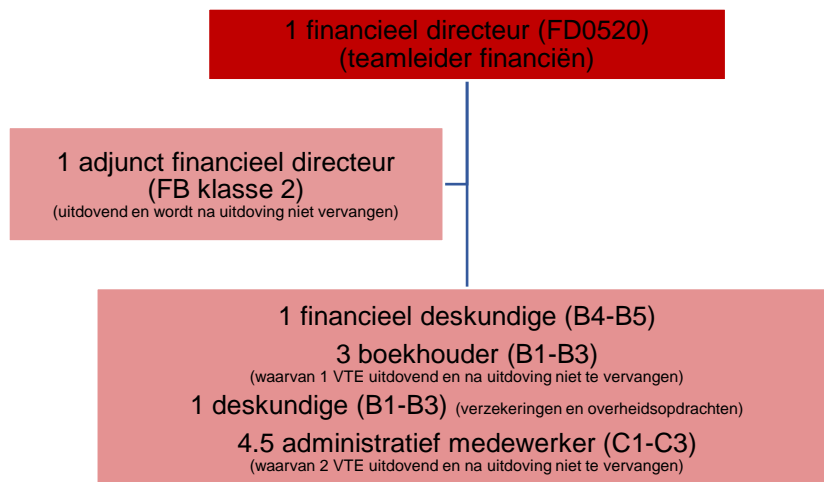 1 financieel directeur (FD0520)
(teamleider financiën)
1 adjunct financieel directeur
(FB klasse 2)
(uitdovend en wordt na uitdoving niet vervangen)
1 financieel deskundige (B4-B5)
3 boekhouder (B1-B3)
(waarvan 1 VTE uitdovend en na uitdoving niet te vervangen)
1 deskundige (B1-B3) (verzekeringen en overheidsopdrachten)
4.5 administratief medewerker (C1-C3)
(waarvan 2 VTE uitdovend en na uitdoving niet te vervangen)